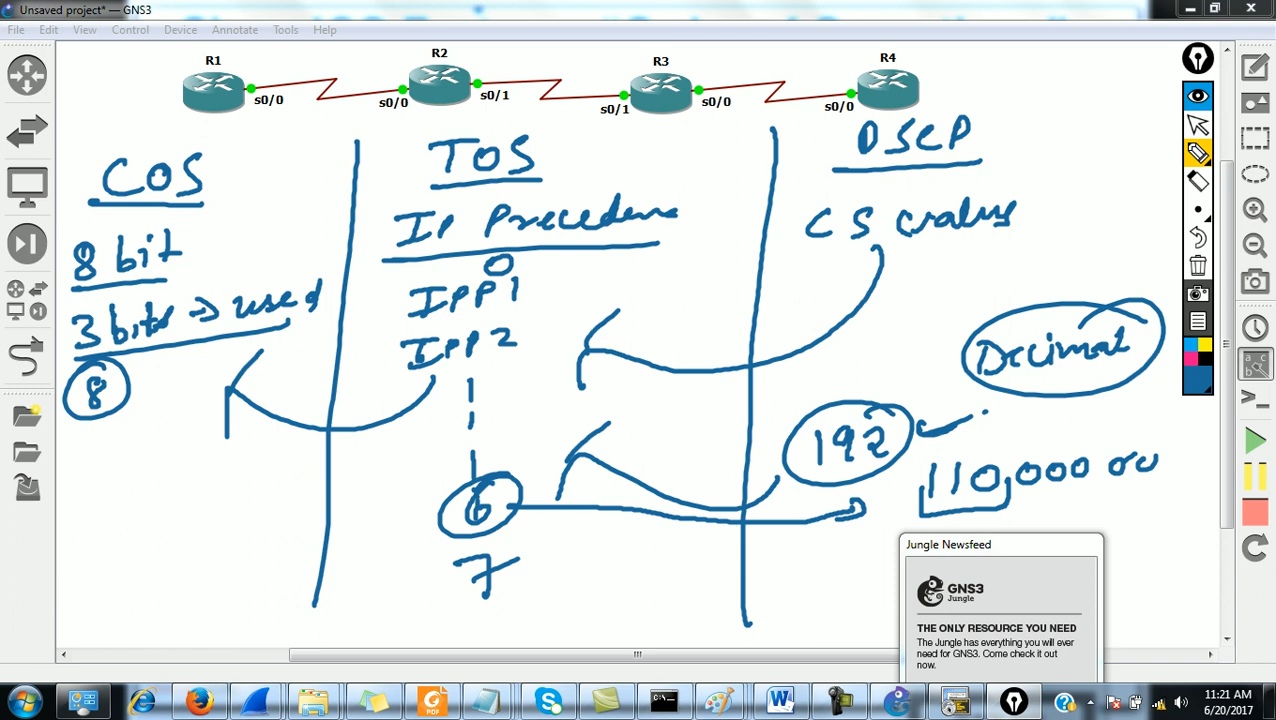 Unsaved project* — GNS3
File Edit View Control Device Annotate Tools Help
R1 R2 R3 R4
s0/0 s0/0 s0/1 s0/1 s0/0 s0/0
COS
8 bit
3 bits → used
8
TOS
IP Precedence
0
IPP 1
IPP 2
6
7
DSCP
CS values
Decimal
192
110,000 00
Jungle Newsfeed
GNS3
Jungle
THE ONLY RESOURCE YOU NEED
The Jungle has everything you will ever
need for GNS3. Come check it out
now.
PDF
11:21 AM
6/20/2017